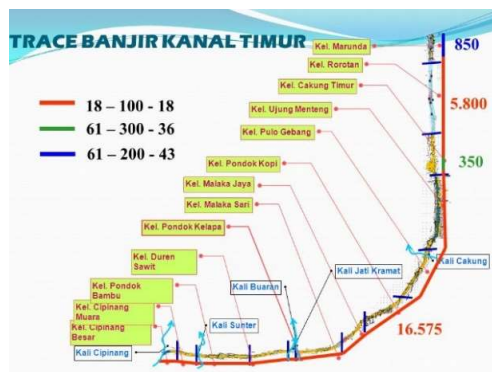 TRACE BANJIR KANAL TIMUR
18 – 100 - 18
61 – 300 - 36
61 – 200 - 43
Kel. Marunda
Kel. Rorotan
Kel. Cakung Timur
Kel. Ujung Menteng
Kel. Pulo Gebang
Kel. Pondok Kopi
Kel. Malaka Jaya
Kel. Malaka Sari
Kel. Pondok Kelapa
Kel. Duren
Sawit
Kel. Pondok
Bambu
Kel. Cipinang
Muara
Kel. Cipinang
Besar
Kali Cipinang
Kali Sunter
Kali Buaran
Kali Jati Kramat
Kali Cakung
850
5.800
350
16.575